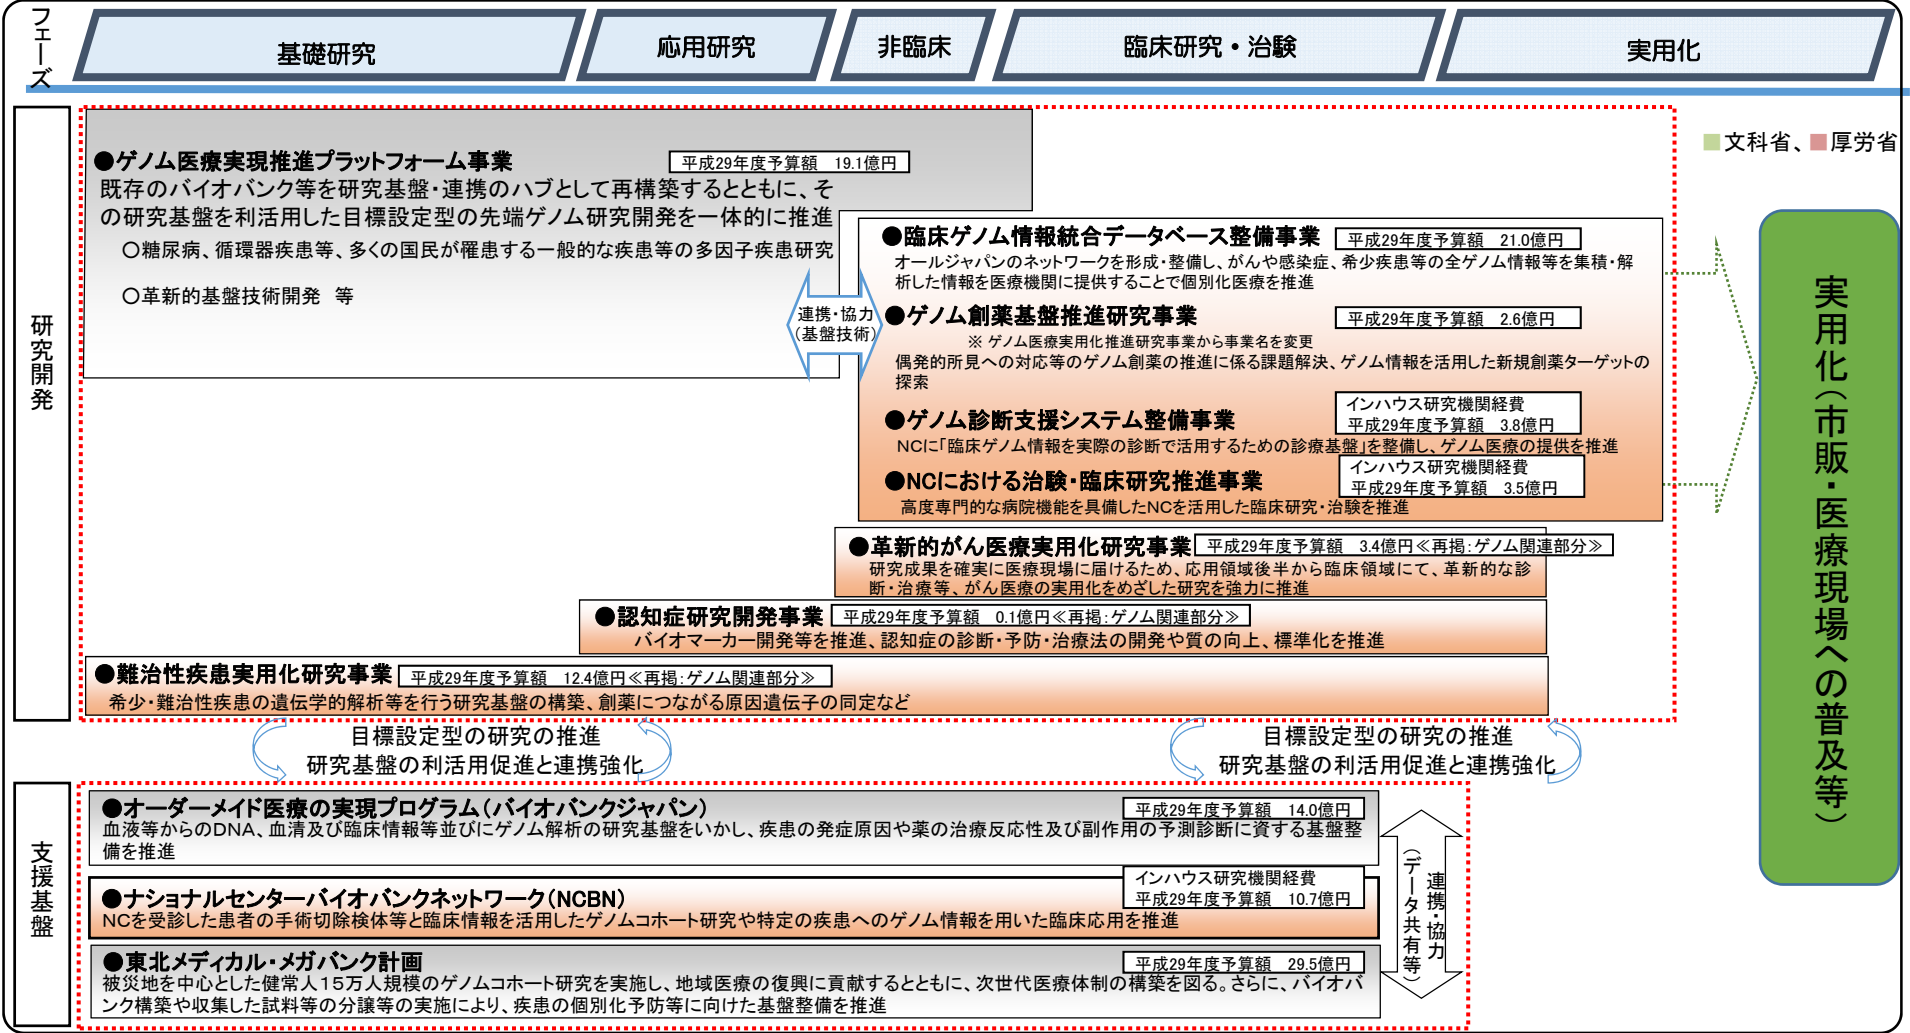 フェーズ
基礎研究
応用研究
非臨床
臨床研究・治験
実用化
研究開発
■文科省、■厚労省
●ゲノム医療実現推進プラットフォーム事業
平成29年度予算額　19.1億円
既存のバイオバンク等を研究基盤・連携のハブとして再構築するとともに、そ
の研究基盤を利活用した目標設定型の先端ゲノム研究開発を一体的に推進
○糖尿病、循環器疾患等、多くの国民が罹患する一般的な疾患等の多因子疾患研究
○革新的基盤技術開発　等
連携・協力
(基盤技術)
●臨床ゲノム情報統合データベース整備事業
平成29年度予算額　21.0億円
オールジャパンのネットワークを形成・整備し、がんや感染症、希少疾患等の全ゲノム情報等を集積・解
析した情報を医療機関に提供することで個別化医療を推進
●ゲノム創薬基盤推進研究事業
平成29年度予算額　2.6億円
※ ゲノム医療実用化推進研究事業から事業名を変更
偶発的所見への対応等のゲノム創薬の推進に係る課題解決、ゲノム情報を活用した新規創薬ターゲットの
探索
●ゲノム診断支援システム整備事業
インハウス研究機関経費
平成29年度予算額　3.8億円
NCに「臨床ゲノム情報を実際の診断で活用するための診療基盤」を整備し、ゲノム医療の提供を推進
●NCにおける治験・臨床研究推進事業
インハウス研究機関経費
平成29年度予算額　3.5億円
高度専門的な病院機能を具備したNCを活用した臨床研究・治験を推進
●革新的がん医療実用化研究事業
平成29年度予算額　3.4億円≪再掲：ゲノム関連部分≫
研究成果を確実に医療現場に届けるため、応用領域後半から臨床領域にて、革新的な診
断・治療等、がん医療の実用化をめざした研究を強力に推進
●認知症研究開発事業
平成29年度予算額　0.1億円≪再掲：ゲノム関連部分≫
バイオマーカー開発等を推進、認知症の診断・予防・治療法の開発や質の向上、標準化を推進
●難治性疾患実用化研究事業
平成29年度予算額　12.4億円≪再掲：ゲノム関連部分≫
希少・難治性疾患の遺伝学的解析等を行う研究基盤の構築、創薬につながる原因遺伝子の同定など
実用化（市販・医療現場への普及等）
目標設定型の研究の推進
研究基盤の利活用促進と連携強化
目標設定型の研究の推進
研究基盤の利活用促進と連携強化
支援基盤
●オーダーメイド医療の実現プログラム（バイオバンクジャパン）
平成29年度予算額　14.0億円
血液等からのDNA、血清及び臨床情報等並びにゲノム解析の研究基盤をいかし、疾患の発症原因や薬の治療反応性及び副作用の予測診断に資する基盤整
備を推進
●ナショナルセンターバイオバンクネットワーク（NCBN）
インハウス研究機関経費
平成29年度予算額　10.7億円
NCを受診した患者の手術切除検体等と臨床情報を活用したゲノムコホート研究や特定の疾患へのゲノム情報を用いた臨床応用を推進
●東北メディカル・メガバンク計画
平成29年度予算額　29.5億円
被災地を中心とした健常人１５万人規模のゲノムコホート研究を実施し、地域医療の復興に貢献するとともに、次世代医療体制の構築を図る。さらに、バイオバ
ンク構築や収集した試料等の分譲等の実施により、疾患の個別化予防等に向けた基盤整備を推進
連携・協力
（データ共有等）